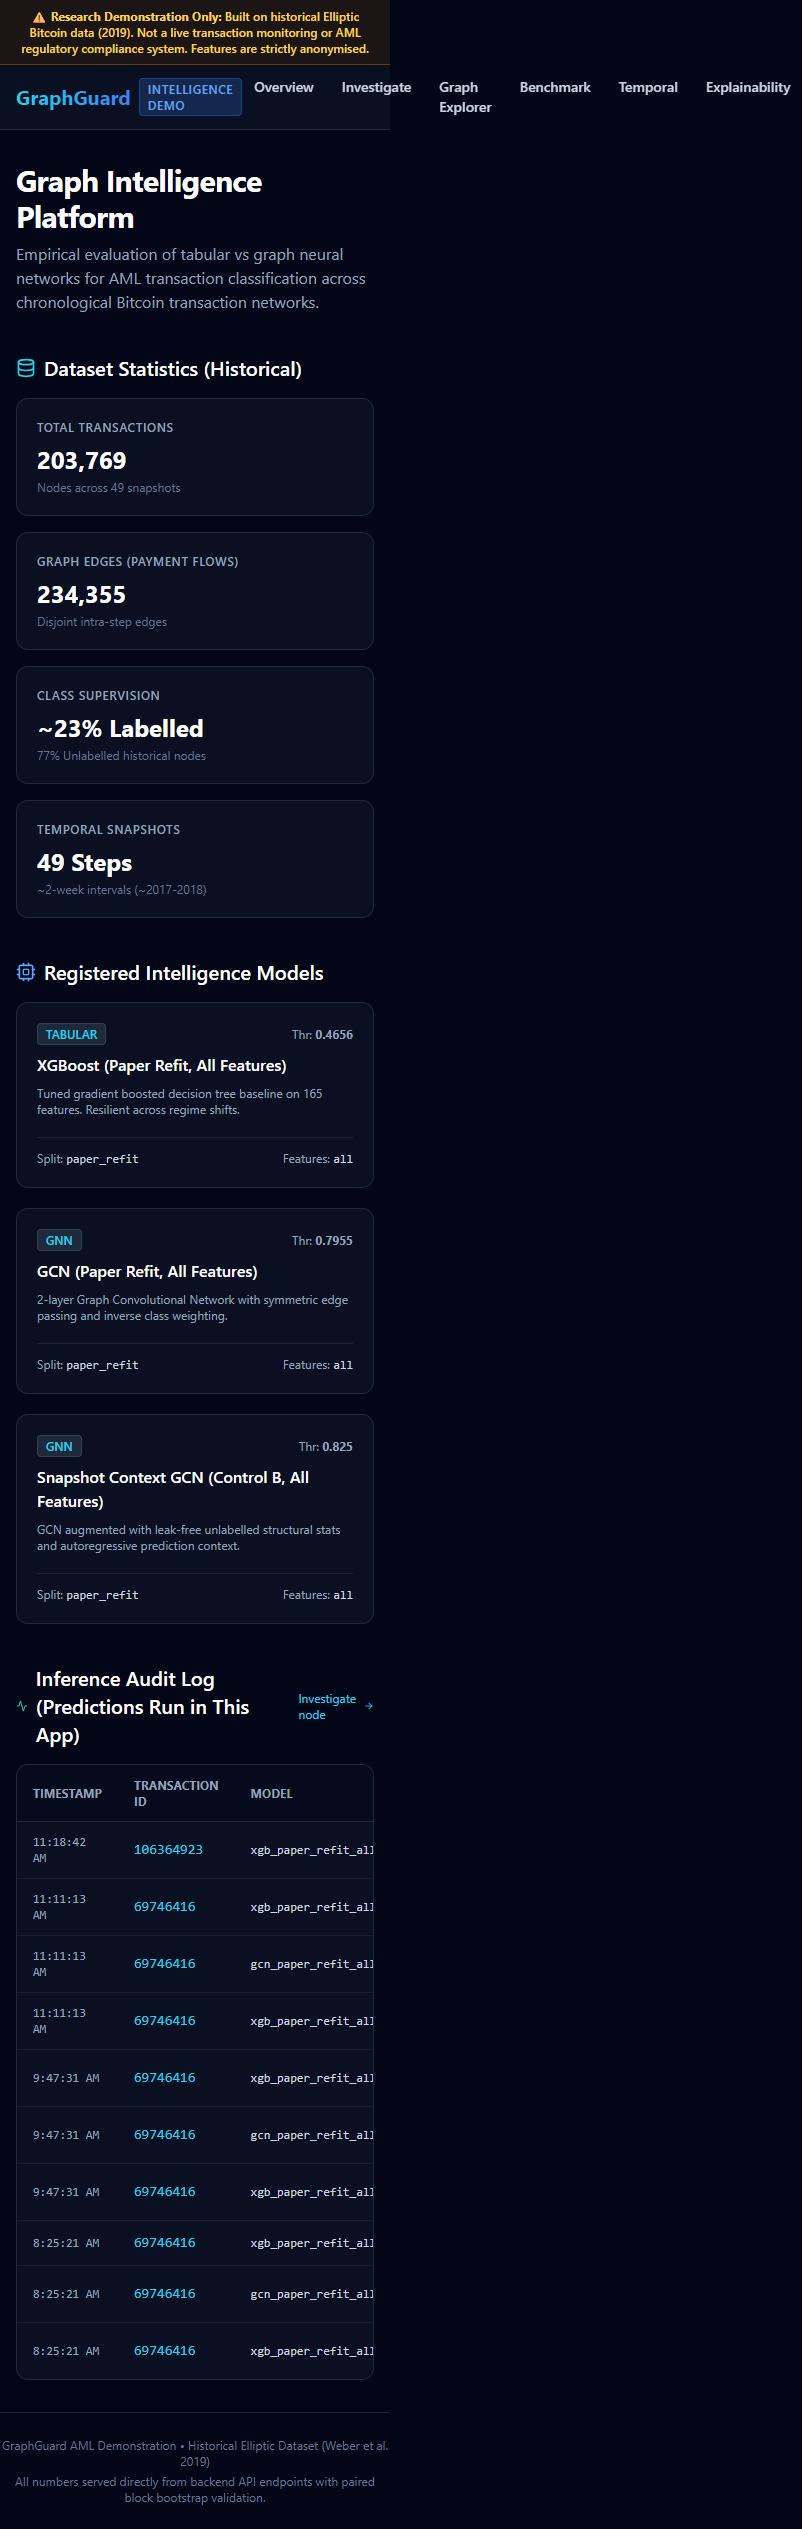 ⚠ Research Demonstration Only: Built on historical Elliptic
Bitcoin data (2019). Not a live transaction monitoring or AML
regulatory compliance system. Features are strictly anonymised.
GraphGuard
INTELLIGENCE
DEMO
Overview
Investigate
Graph
Explorer
Benchmark
Temporal
Explainability
Graph Intelligence
Platform
Empirical evaluation of tabular vs graph neural
networks for AML transaction classification across
chronological Bitcoin transaction networks.
Dataset Statistics (Historical)
TOTAL TRANSACTIONS
203,769
Nodes across 49 snapshots
GRAPH EDGES (PAYMENT FLOWS)
234,355
Disjoint intra-step edges
CLASS SUPERVISION
~23% Labelled
77% Unlabelled historical nodes
TEMPORAL SNAPSHOTS
49 Steps
~2-week intervals (~2017-2018)
Registered Intelligence Models
TABULAR Thr: 0.4656
XGBoost (Paper Refit, All Features)
Tuned gradient boosted decision tree baseline on 165
features. Resilient across regime shifts.
Split: paper_refit Features: all
GNN Thr: 0.7955
GCN (Paper Refit, All Features)
2-layer Graph Convolutional Network with symmetric edge
passing and inverse class weighting.
Split: paper_refit Features: all
GNN Thr: 0.825
Snapshot Context GCN (Control B, All
Features)
GCN augmented with leak-free unlabelled structural stats
and autoregressive prediction context.
Split: paper_refit Features: all
Inference Audit Log
(Predictions Run in This
App)
Investigate
node →
TIMESTAMP TRANSACTION ID MODEL
11:18:42 AM 106364923 xgb_paper_refit_all
11:11:13 AM 69746416 xgb_paper_refit_all
11:11:13 AM 69746416 gcn_paper_refit_all
11:11:13 AM 69746416 xgb_paper_refit_all
9:47:31 AM 69746416 xgb_paper_refit_all
9:47:31 AM 69746416 gcn_paper_refit_all
9:47:31 AM 69746416 xgb_paper_refit_all
8:25:21 AM 69746416 xgb_paper_refit_all
8:25:21 AM 69746416 gcn_paper_refit_all
8:25:21 AM 69746416 xgb_paper_refit_all
GraphGuard AML Demonstration • Historical Elliptic Dataset (Weber et al.
2019)
All numbers served directly from backend API endpoints with paired
block bootstrap validation.